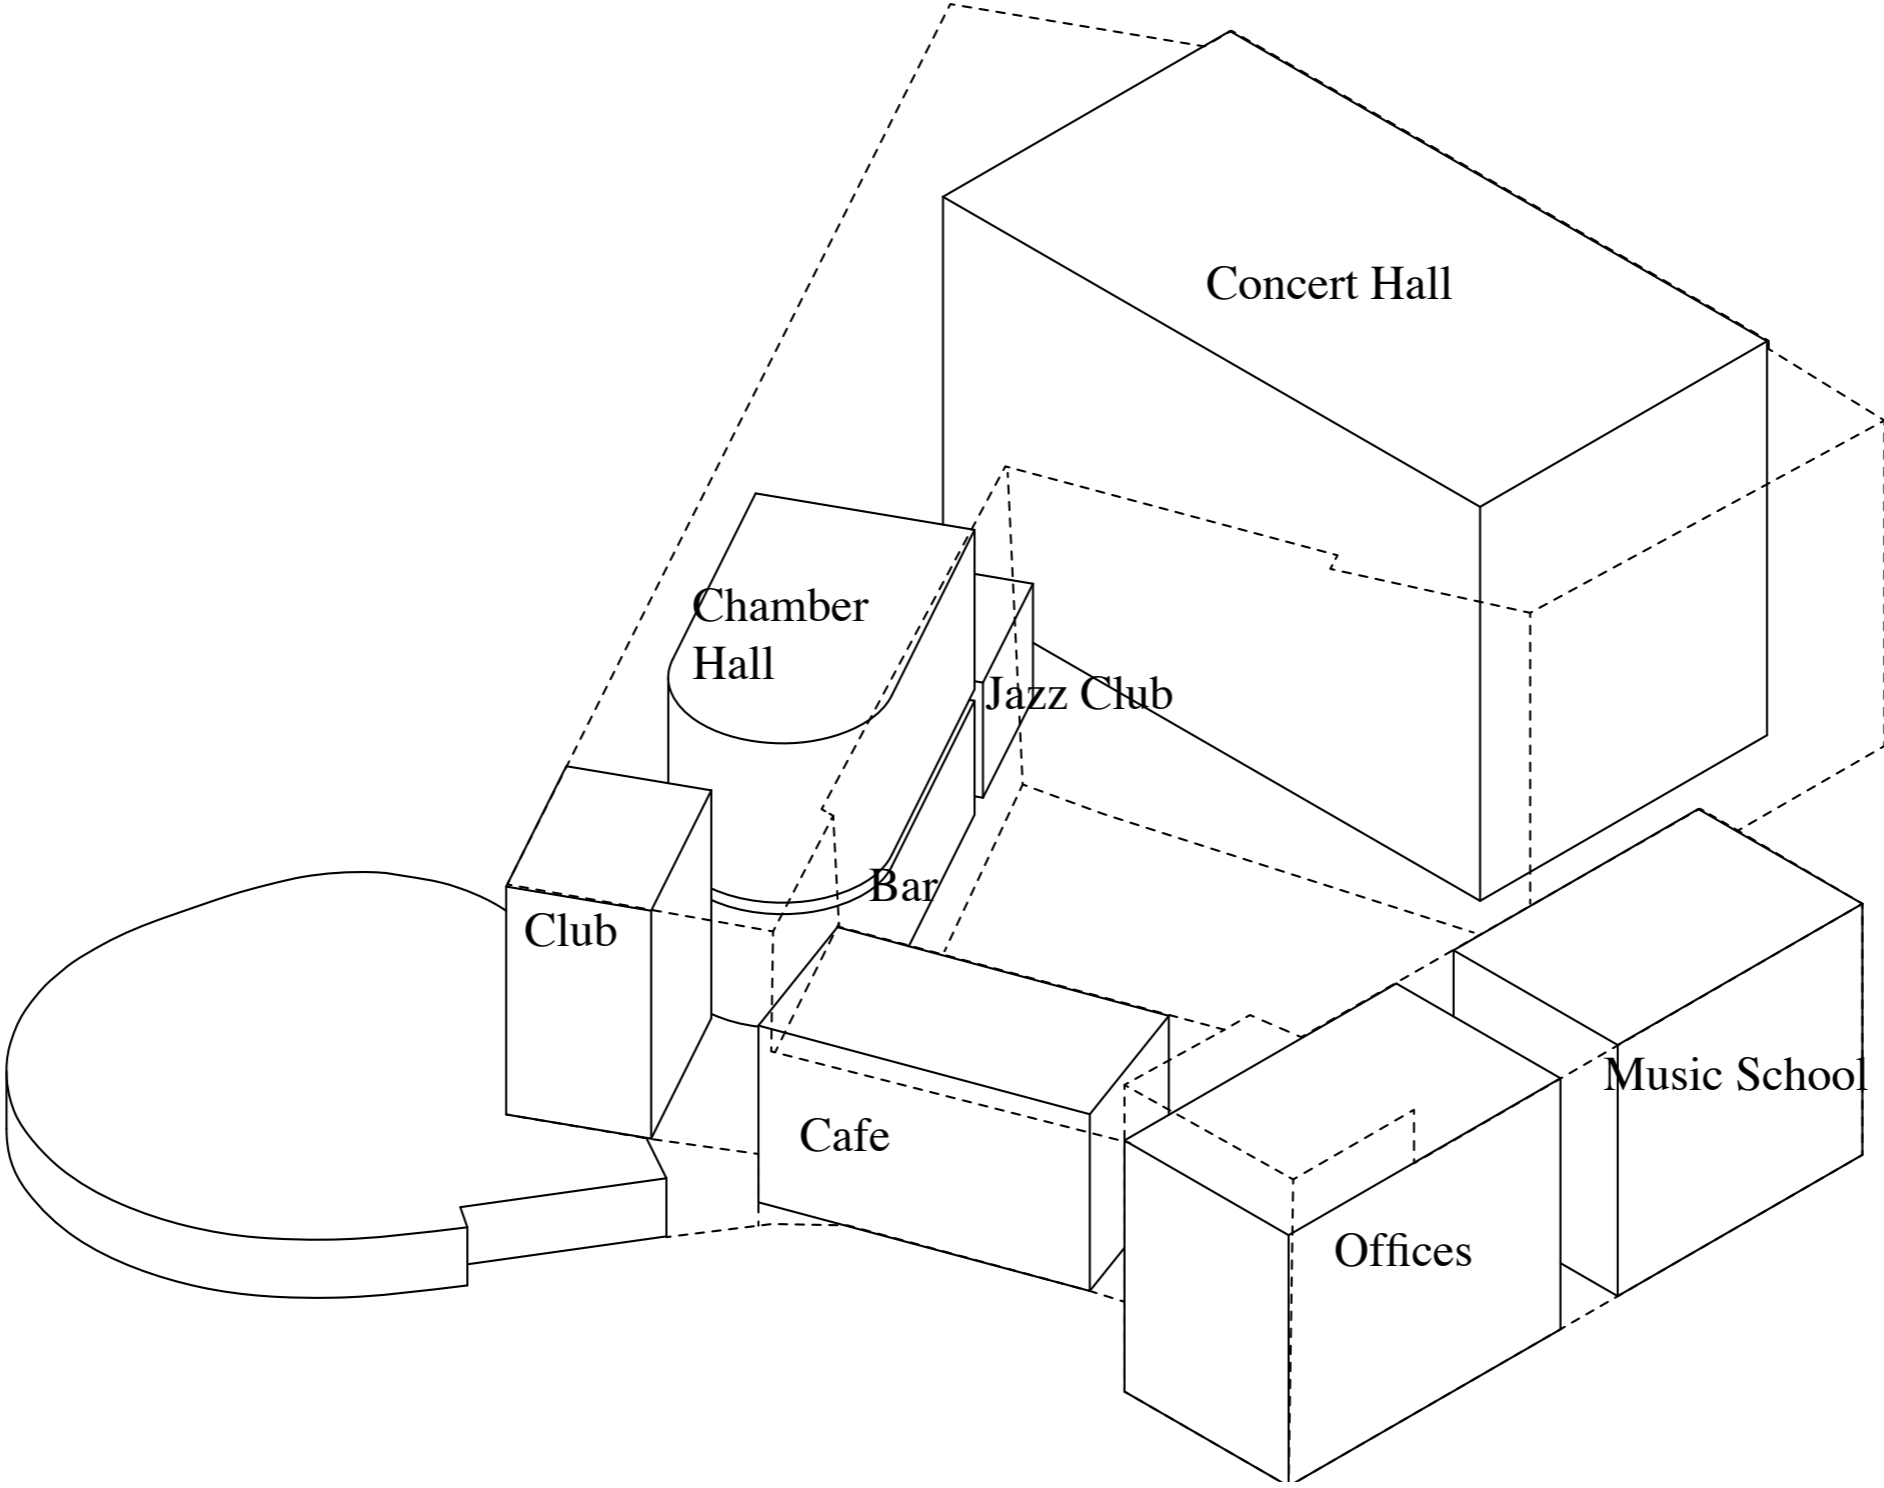 Concert Hall
Chamber
Hall
Jazz Club
Bar
Club
Music School
Cafe
Offices